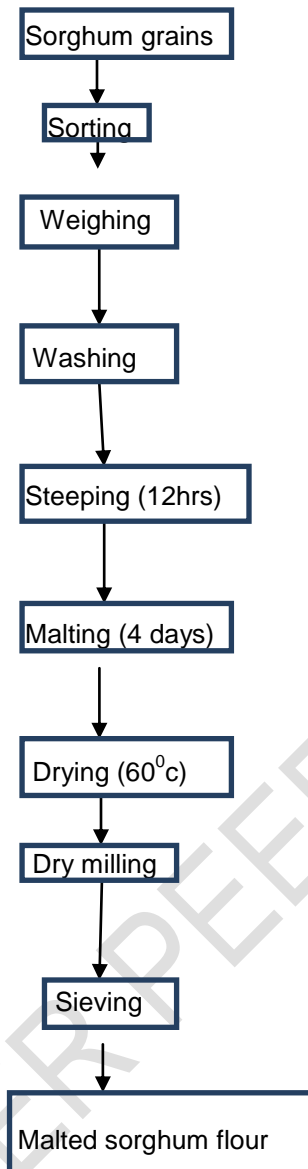 Sorghum grains
Sorting
Weighing
Washing
Steeping (12hrs)
Malting (4 days)
Drying (60⁰c)
Dry milling
Sieving
Malted sorghum flour